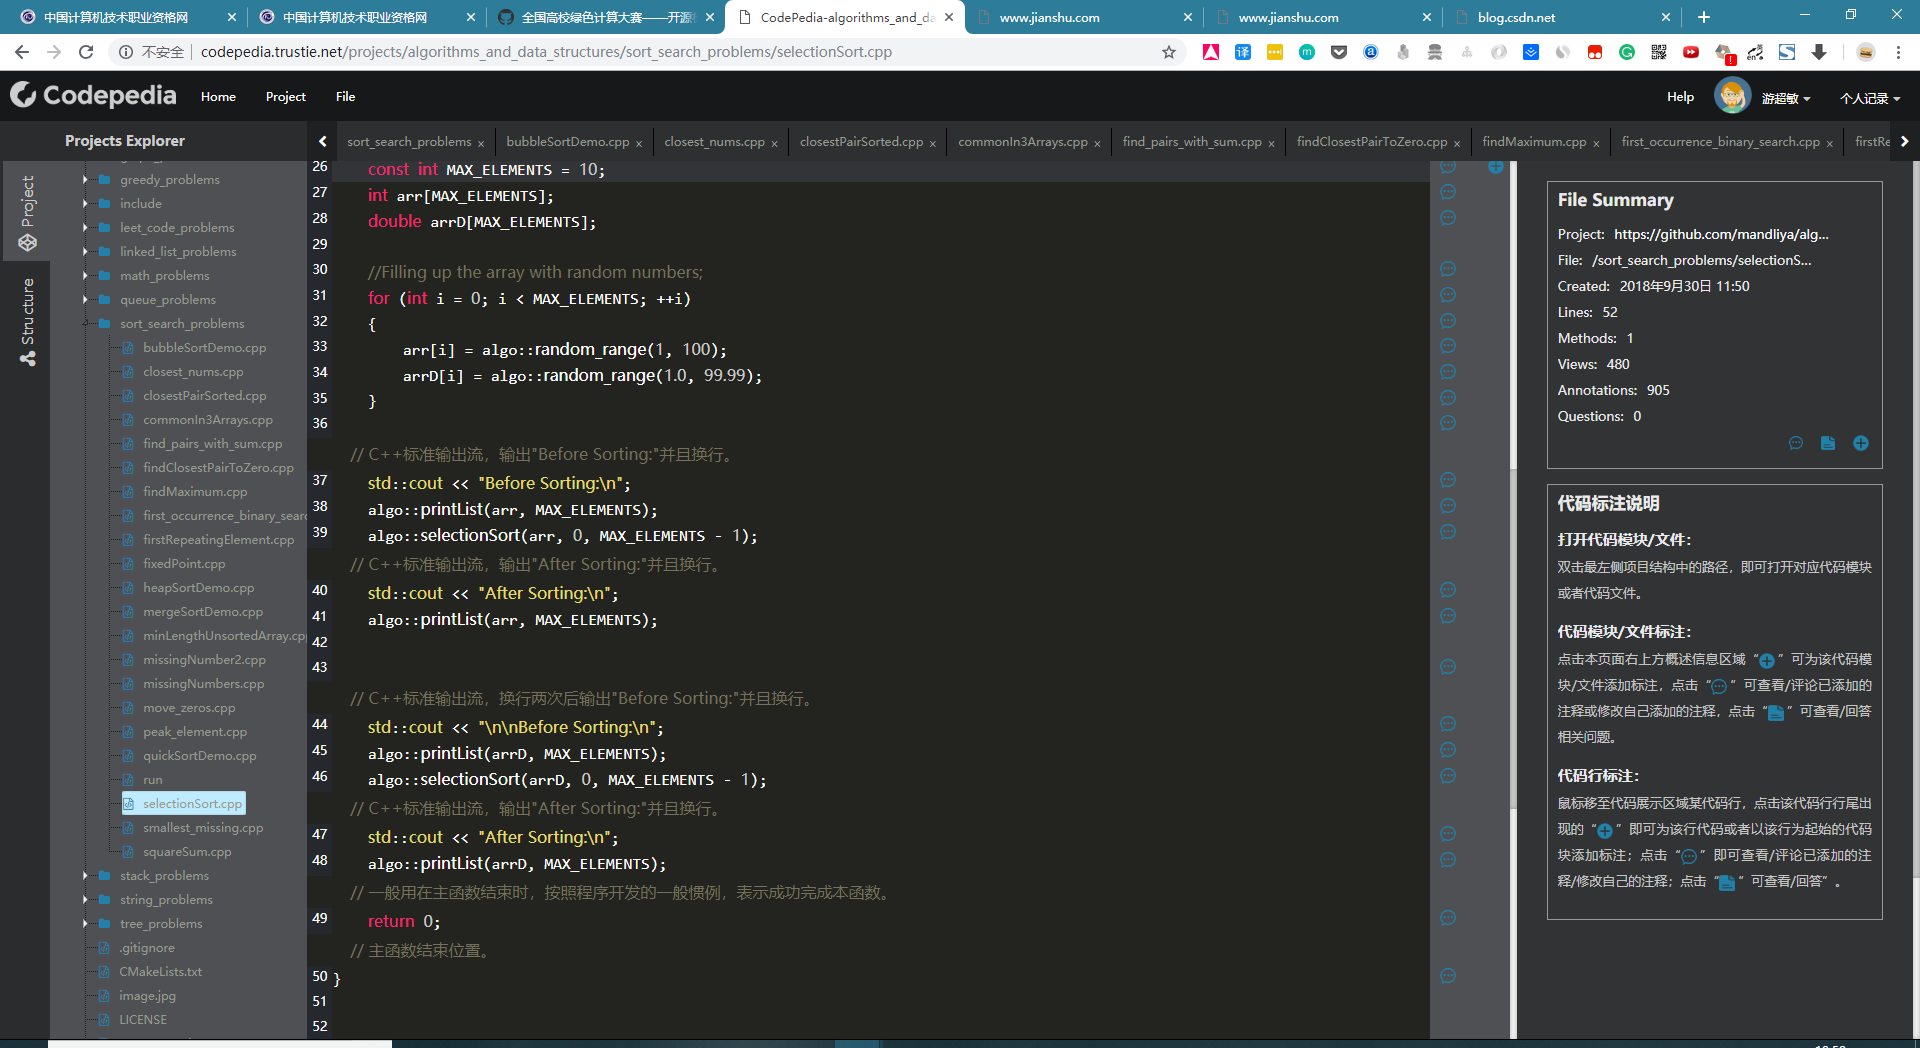 中国计算机技术职业资格网
中国计算机技术职业资格网
全国高校绿色计算大赛——开源
CodePedia-algorithms_and_da
www.jianshu.com
www.jianshu.com
blog.csdn.net
不安全
codepedia.trustie.net/projects/algorithms_and_data_structures/sort_search_problems/selectionSort.cpp
Codepedia
Home
Project
File
Help
游超敏
个人记录
Projects Explorer
sort_search_problems ×
bubbleSortDemo.cpp ×
closest_nums.cpp ×
closestPairSorted.cpp ×
commonIn3Arrays.cpp ×
find_pairs_with_sum.cpp ×
findClosestPairToZero.cpp ×
findMaximum.cpp ×
first_occurrence_binary_search.cpp ×
firstRe
Project
Structure
greedy_problems
include
leet_code_problems
linked_list_problems
math_problems
queue_problems
sort_search_problems
bubbleSortDemo.cpp
closest_nums.cpp
closestPairSorted.cpp
commonIn3Arrays.cpp
find_pairs_with_sum.cpp
findClosestPairToZero.cpp
findMaximum.cpp
first_occurrence_binary_searc
firstRepeatingElement.cpp
fixedPoint.cpp
heapSortDemo.cpp
mergeSortDemo.cpp
minLengthUnsortedArray.cpp
missingNumber2.cpp
missingNumbers.cpp
move_zeros.cpp
peak_element.cpp
quickSortDemo.cpp
run
selectionSort.cpp
smallest_missing.cpp
squareSum.cpp
stack_problems
string_problems
tree_problems
.gitignore
CMakeLists.txt
image.jpg
LICENSE
26 const int MAX_ELEMENTS = 10;
27 int arr[MAX_ELEMENTS];
28 double arrD[MAX_ELEMENTS];
29
30 //Filling up the array with random numbers;
31 for (int i = 0; i < MAX_ELEMENTS; ++i)
32 {
33 arr[i] = algo::random_range(1, 100);
34 arrD[i] = algo::random_range(1.0, 99.99);
35 }
36
// C++标准输出流，输出"Before Sorting:"并且换行。
37 std::cout << "Before Sorting:\n";
38 algo::printList(arr, MAX_ELEMENTS);
39 algo::selectionSort(arr, 0, MAX_ELEMENTS - 1);
// C++标准输出流，输出"After Sorting:"并且换行。
40 std::cout << "After Sorting:\n";
41 algo::printList(arr, MAX_ELEMENTS);
42
43
// C++标准输出流，换行两次后输出"Before Sorting:"并且换行。
44 std::cout << "\n\nBefore Sorting:\n";
45 algo::printList(arrD, MAX_ELEMENTS);
46 algo::selectionSort(arrD, 0, MAX_ELEMENTS - 1);
// C++标准输出流，输出"After Sorting:"并且换行。
47 std::cout << "After Sorting:\n";
48 algo::printList(arrD, MAX_ELEMENTS);
// 一般用在主函数结束时，按照程序开发的一般惯例，表示成功完成本函数。
49 return 0;
// 主函数结束位置。
50 }
51
52
File Summary
Project: https://github.com/mandliya/alg...
File: /sort_search_problems/selectionS...
Created: 2018年9月30日 11:50
Lines: 52
Methods: 1
Views: 480
Annotations: 905
Questions: 0
代码标注说明
打开代码模块/文件：
双击最左侧项目结构中的路径，即可打开对应代码模块
或者代码文件。
代码模块/文件标注：
点击本页面右上方概述信息区域“ ”可为该代码模
块/文件添加标注，点击“ ”可查看/评论已添加的
注释或修改自己添加的注释，点击“ ”可查看/回答
相关问题。
代码行标注：
鼠标移至代码展示区域某代码行，点击该代码行行尾出
现的“ ”即可为该行代码或者以该行为起始的代码
块添加标注；点击“ ”即可查看/评论已添加的注
释/修改自己的注释；点击“ ”可查看/回答”。